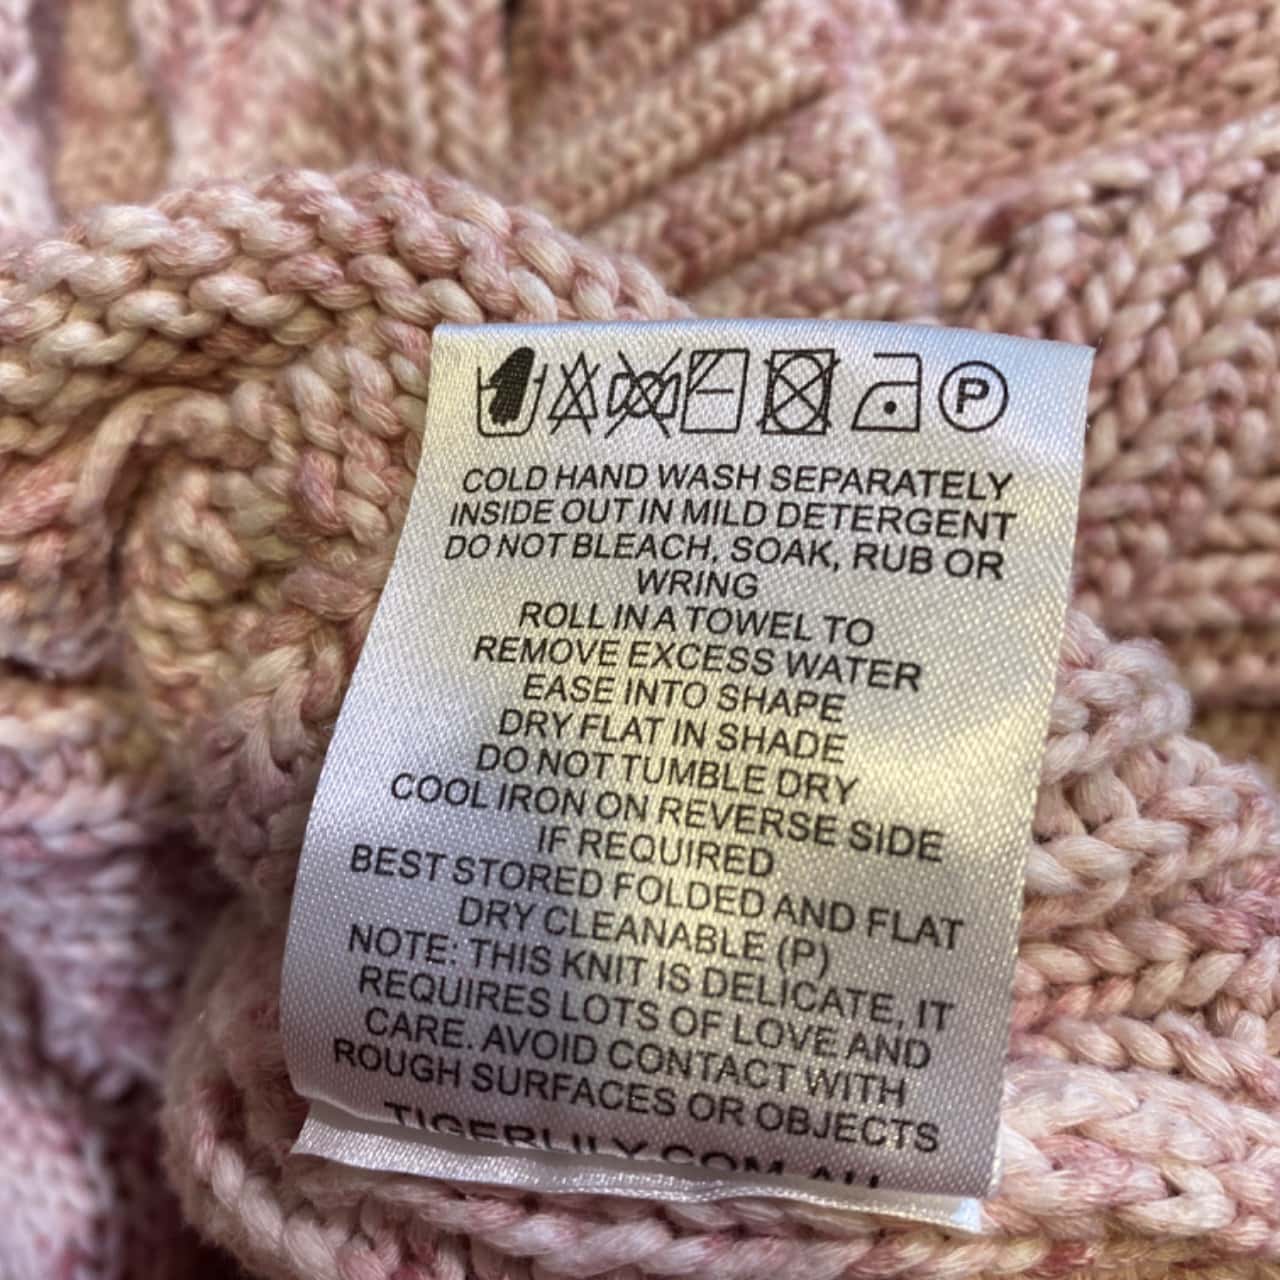 P
COLD HAND WASH SEPARATELY
INSIDE OUT IN MILD DETERGENT
DO NOT BLEACH, SOAK, RUB OR
WRING
ROLL IN A TOWEL TO
REMOVE EXCESS WATER
EASE INTO SHAPE
DRY FLAT IN SHADE
DO NOT TUMBLE DRY
COOL IRON ON REVERSE SIDE
IF REQUIRED
BEST STORED FOLDED AND FLAT
DRY CLEANABLE (P)
NOTE: THIS KNIT IS DELICATE, IT
REQUIRES LOTS OF LOVE AND
CARE. AVOID CONTACT WITH
ROUGH SURFACES OR OBJECTS
TIGERLILY.COM.AU